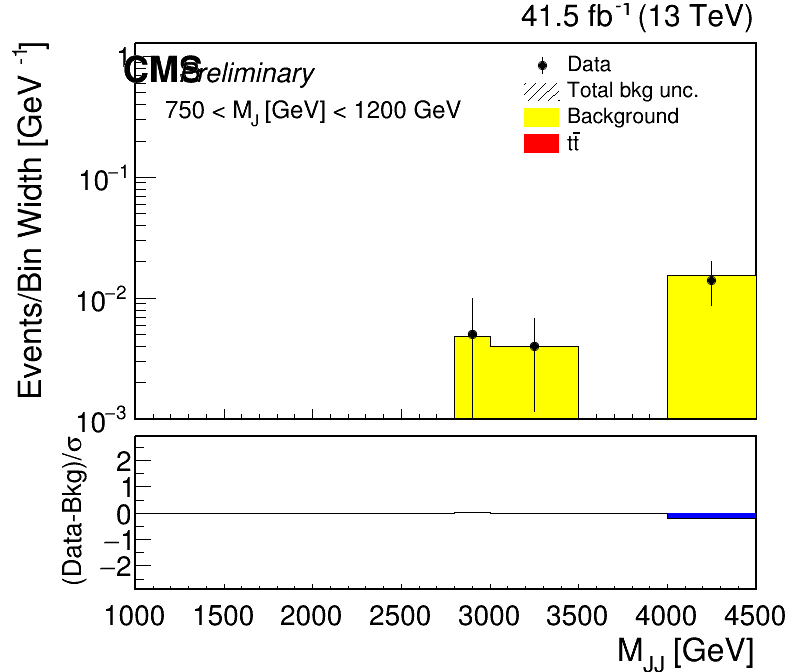 41.5 fb⁻¹ (13 TeV)
CMS Preliminary
750 < M_J [GeV] < 1200 GeV
Data
Total bkg unc.
Background
tt̄
Events/Bin Width [GeV⁻¹]
1
10⁻¹
10⁻²
10⁻³
(Data-Bkg)/σ
2
1
0
−1
−2
1000 1500 2000 2500 3000 3500 4000 4500
M_JJ [GeV]